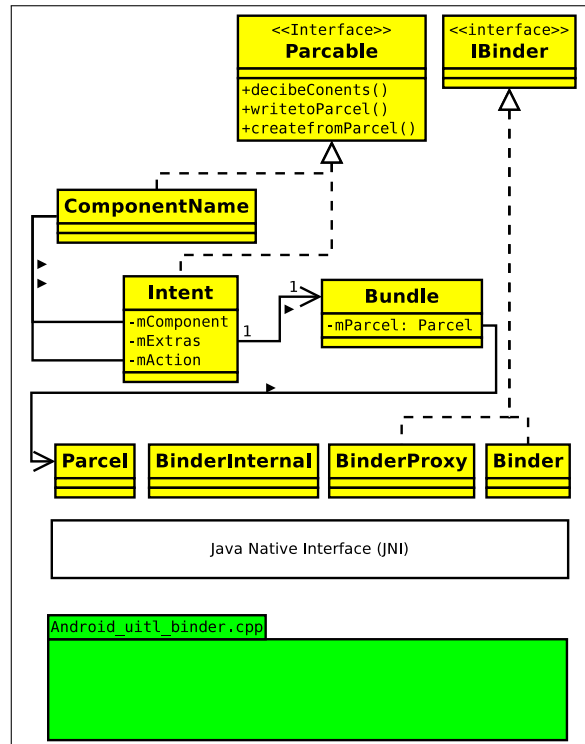 <<Interface>>
Parcable
+decibeConents()
+writetoParcel()
+createfromParcel()
<<interface>>
IBinder
ComponentName
Intent
-mComponent
-mExtras
-mAction
1
1
Bundle
-mParcel: Parcel
Parcel
BinderInternal
BinderProxy
Binder
Java Native Interface (JNI)
Android_uitl_binder.cpp